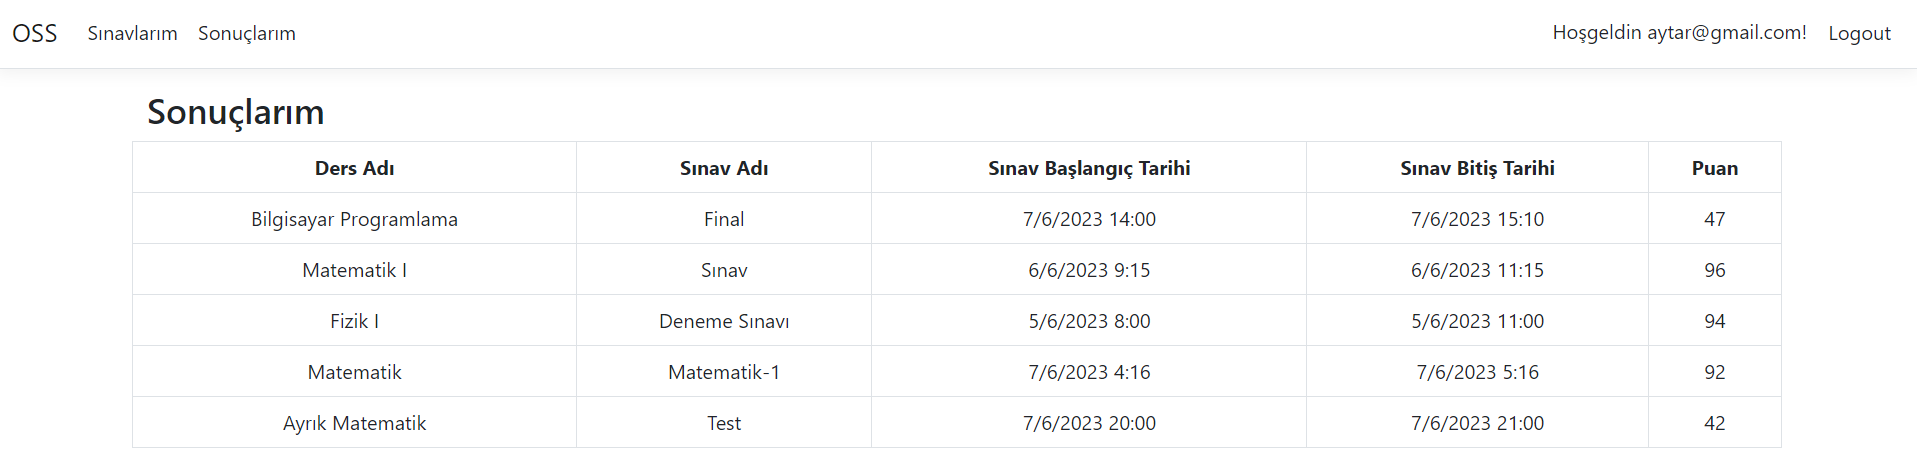 OSS Sınavlarım Sonuçlarım Hoşgeldin aytar@gmail.com! Logout
Sonuçlarım
Ders Adı Sınav Adı Sınav Başlangıç Tarihi Sınav Bitiş Tarihi Puan
Bilgisayar Programlama Final 7/6/2023 14:00 7/6/2023 15:10 47
Matematik I Sınav 6/6/2023 9:15 6/6/2023 11:15 96
Fizik I Deneme Sınavı 5/6/2023 8:00 5/6/2023 11:00 94
Matematik Matematik-1 7/6/2023 4:16 7/6/2023 5:16 92
Ayrık Matematik Test 7/6/2023 20:00 7/6/2023 21:00 42